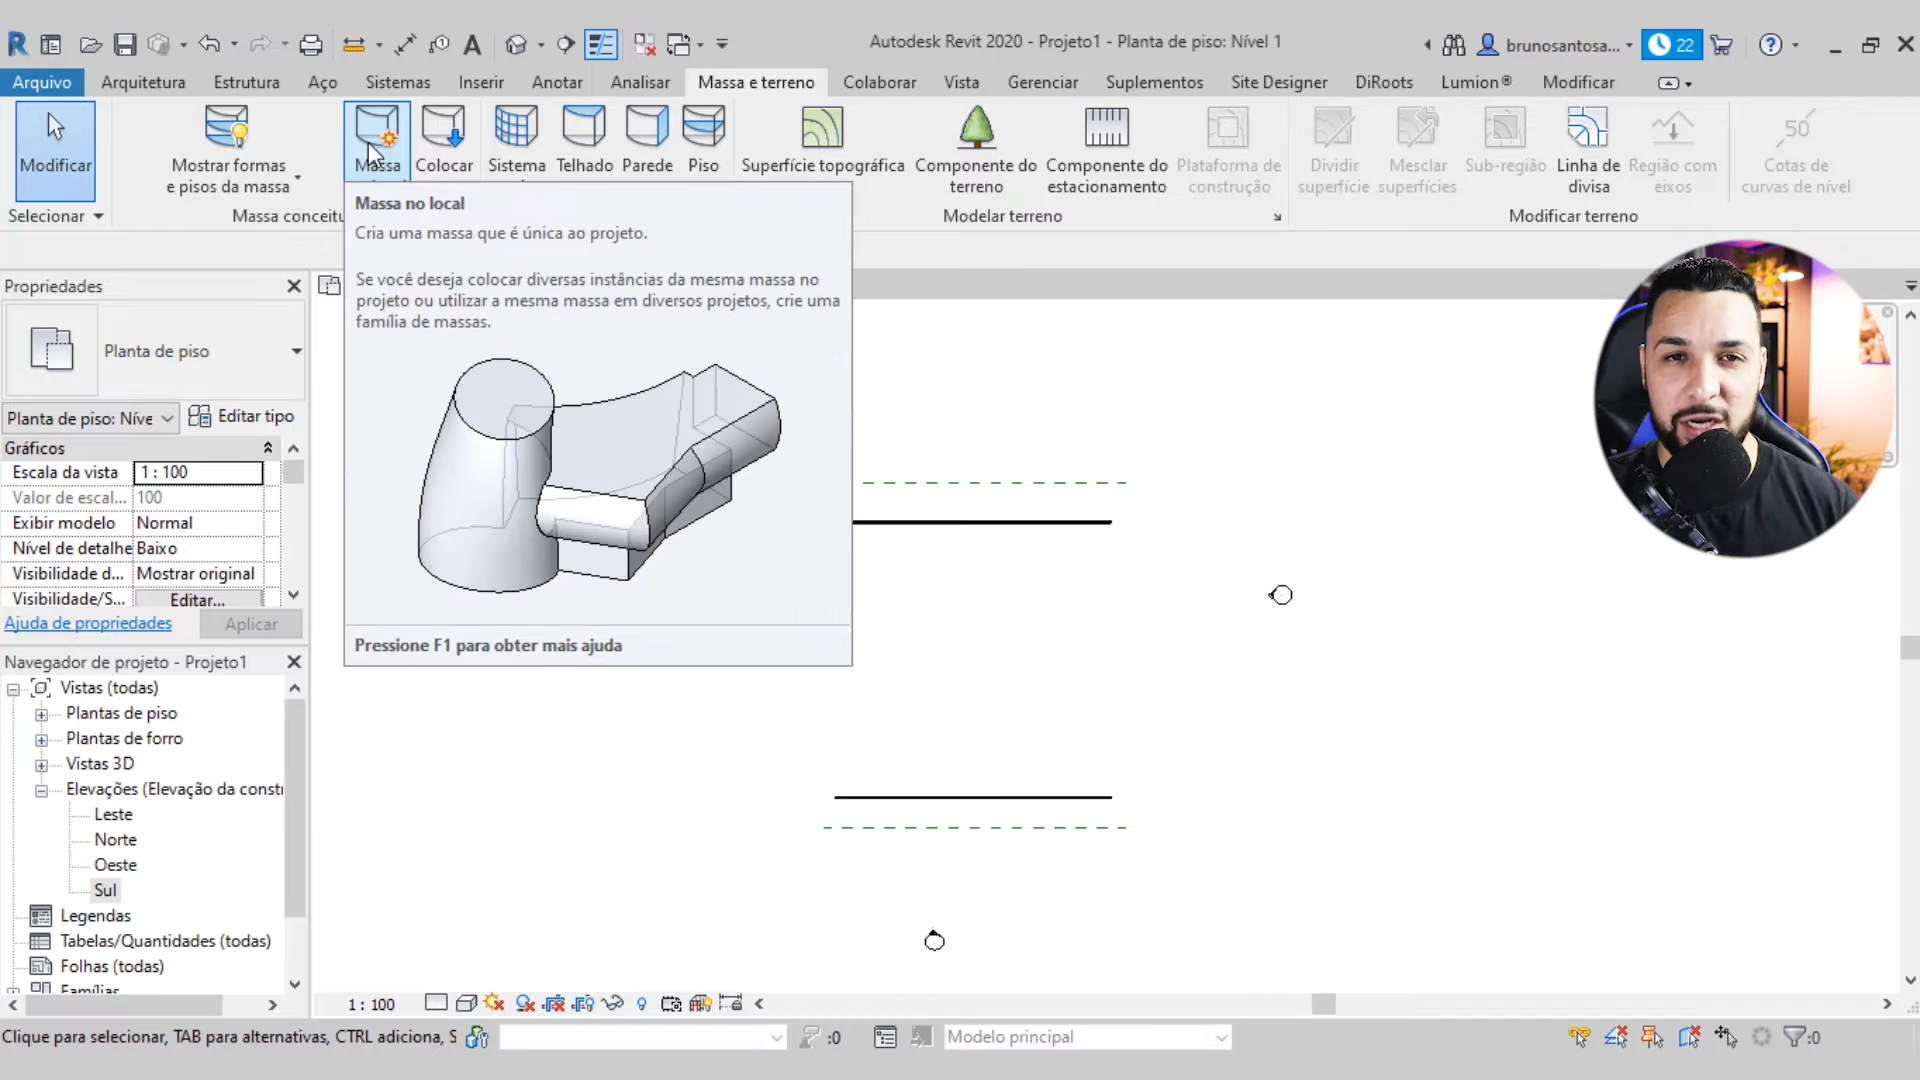 Autodesk Revit 2020 - Projeto1 - Planta de piso: Nível 1
brunosantosa...
22
Arquivo
Arquitetura
Estrutura
Aço
Sistemas
Inserir
Anotar
Analisar
Massa e terreno
Colaborar
Vista
Gerenciar
Suplementos
Site Designer
DiRoots
Lumion®
Modificar
Modificar
Mostrar formas
e pisos da massa
Massa
Colocar
Sistema
Telhado
Parede
Piso
Superfície topográfica
Componente do
terreno
Componente do
estacionamento
Plataforma de
construção
Dividir
superfície
Mesclar
superfícies
Sub-região
Linha de
divisa
Região com
eixos
50
Cotas de
curvas de nível
Selecionar
Massa conceitu
Modelar terreno
Modificar terreno
Massa no local
Cria uma massa que é única ao projeto.
Se você deseja colocar diversas instâncias da mesma massa no
projeto ou utilizar a mesma massa em diversos projetos, crie uma
família de massas.
Pressione F1 para obter mais ajuda
Propriedades
Planta de piso
Planta de piso: Níve
Editar tipo
Gráficos
Escala da vista 1 : 100
Valor de escal... 100
Exibir modelo Normal
Nível de detalhe Baixo
Visibilidade d... Mostrar original
Visibilidade/S... Editar...
Ajuda de propriedades
Aplicar
Navegador de projeto - Projeto1
Vistas (todas)
Plantas de piso
Plantas de forro
Vistas 3D
Elevações (Elevação da constr
Leste
Norte
Oeste
Sul
Legendas
Tabelas/Quantidades (todas)
Folhas (todas)
Famílias
1 : 100
Clique para selecionar, TAB para alternativas, CTRL adiciona, S
:0
Modelo principal
:0